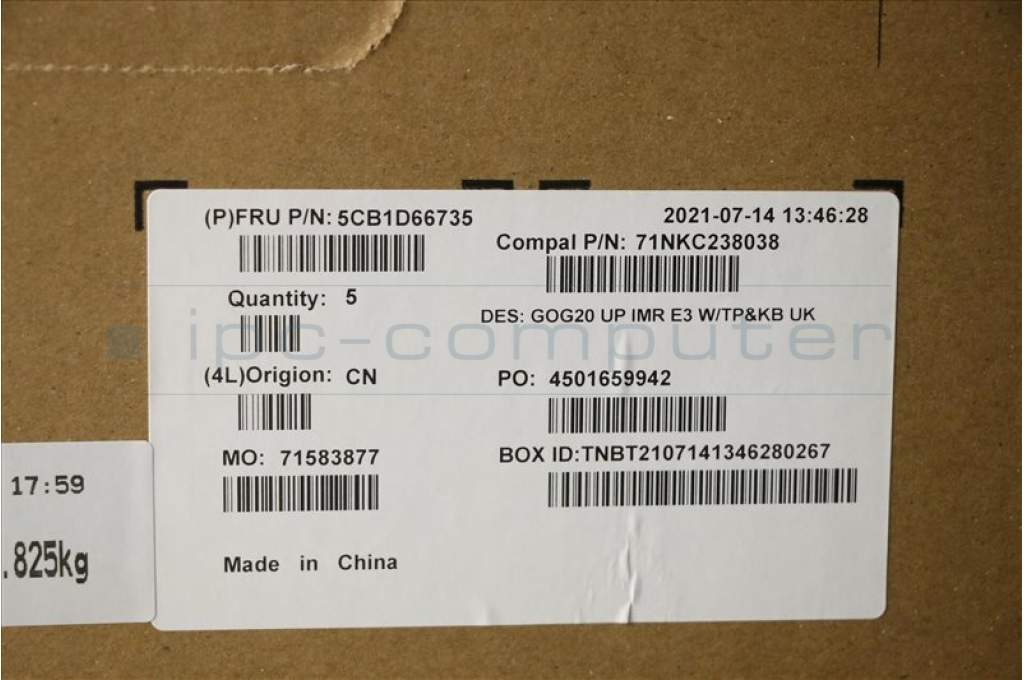 (P)FRU P/N: 5CB1D66735
2021-07-14 13:46:28
Compal P/N: 71NKC238038
Quantity: 5
DES: GOG20 UP IMR E3 W/TP&KB UK
ipc-computer
(4L)Origion: CN
PO: 4501659942
MO: 71583877
BOX ID:TNBT2107141346280267
17:59
.825kg
Made in China